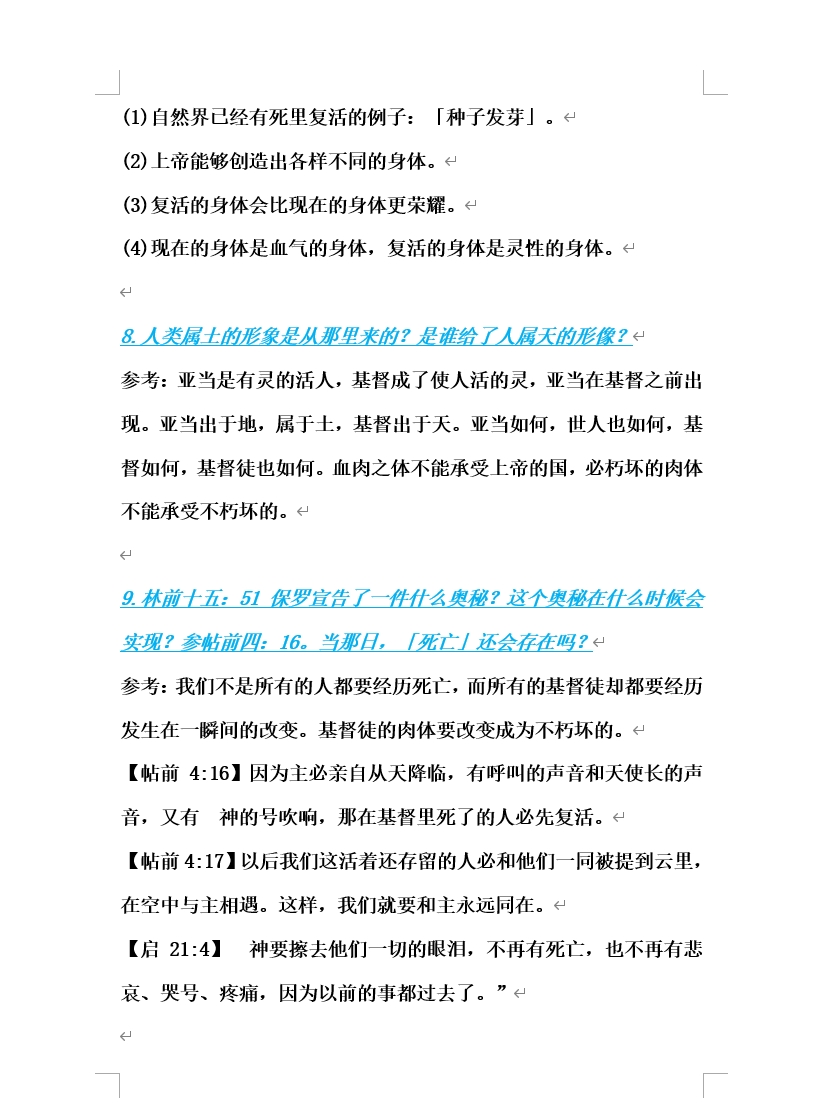 (1)自然界已经有死里复活的例子：「种子发芽」。
(2)上帝能够创造出各样不同的身体。
(3)复活的身体会比现在的身体更荣耀。
(4)现在的身体是血气的身体，复活的身体是灵性的身体。
8.人类属土的形象是从那里来的？是谁给了人属天的形像？
参考：亚当是有灵的活人，基督成了使人活的灵，亚当在基督之前出
现。亚当出于地，属于土，基督出于天。亚当如何，世人也如何，基
督如何，基督徒也如何。血肉之体不能承受上帝的国，必朽坏的肉体
不能承受不朽坏的。
9.林前十五：51 保罗宣告了一件什么奥秘？这个奥秘在什么时候会
实现？参帖前四：16。当那日，「死亡」还会存在吗？
参考：我们不是所有的人都要经历死亡，而所有的基督徒却都要经历
发生在一瞬间的改变。基督徒的肉体要改变成为不朽坏的。
【帖前 4:16】因为主必亲自从天降临，有呼叫的声音和天使长的声
音，又有　神的号吹响，那在基督里死了的人必先复活。
【帖前 4:17】以后我们这活着还存留的人必和他们一同被提到云里，
在空中与主相遇。这样，我们就要和主永远同在。
【启 21:4】　神要擦去他们一切的眼泪，不再有死亡，也不再有悲
哀、哭号、疼痛，因为以前的事都过去了。”